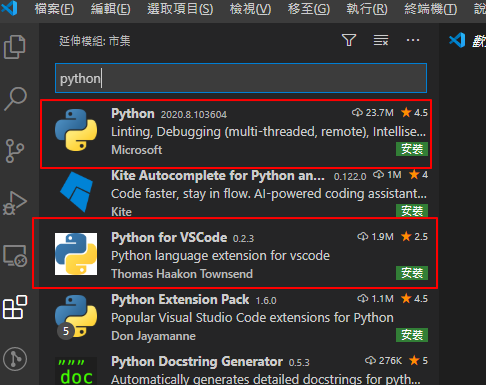 檔案(F) 編輯(E) 選取項目(S) 檢視(V) 移至(G) 執行(R) 終端機(T)
延伸模組: 市集
python
Python 2020.8.103604 23.7M 4.5
Linting, Debugging (multi-threaded, remote), Intellise...
Microsoft 安裝
Kite Autocomplete for Python an... 0.122.0 1M 4
Code faster, stay in flow. AI-powered coding assistant...
Kite 安裝
Python for VSCode 0.2.3 1.9M 2.5
Python language extension for vscode
Thomas Haakon Townsend 安裝
Python Extension Pack 1.6.0 1.1M 4.5
Popular Visual Studio Code extensions for Python
5 Don Jayamanne 安裝
Python Docstring Generator 0.5.3 276K 5
doc Automatically generates detailed docstrings for pyth...